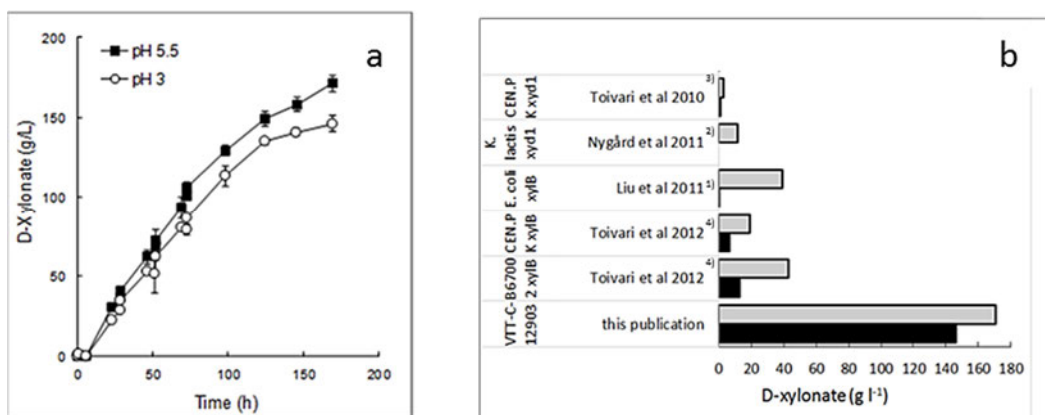 a
pH 5.5
pH 3
200
150
100
50
0
D-Xylonate (g/L)
0 50 100 150 200
Time (h)
b
CEN.P
K xyd1
Toivari et al 2010 3)
K.
lactis
xyd1
Nygård et al 2011 2)
E. coli
xylB
Liu et al 2011 1)
CEN.P
K xylB
Toivari et al 2012 4)
B6700
2 xylB
Toivari et al 2012 4)
VTT-C-
12903
this publication
0 20 40 60 80 100 120 140 160 180
D-xylonate (g l-1)